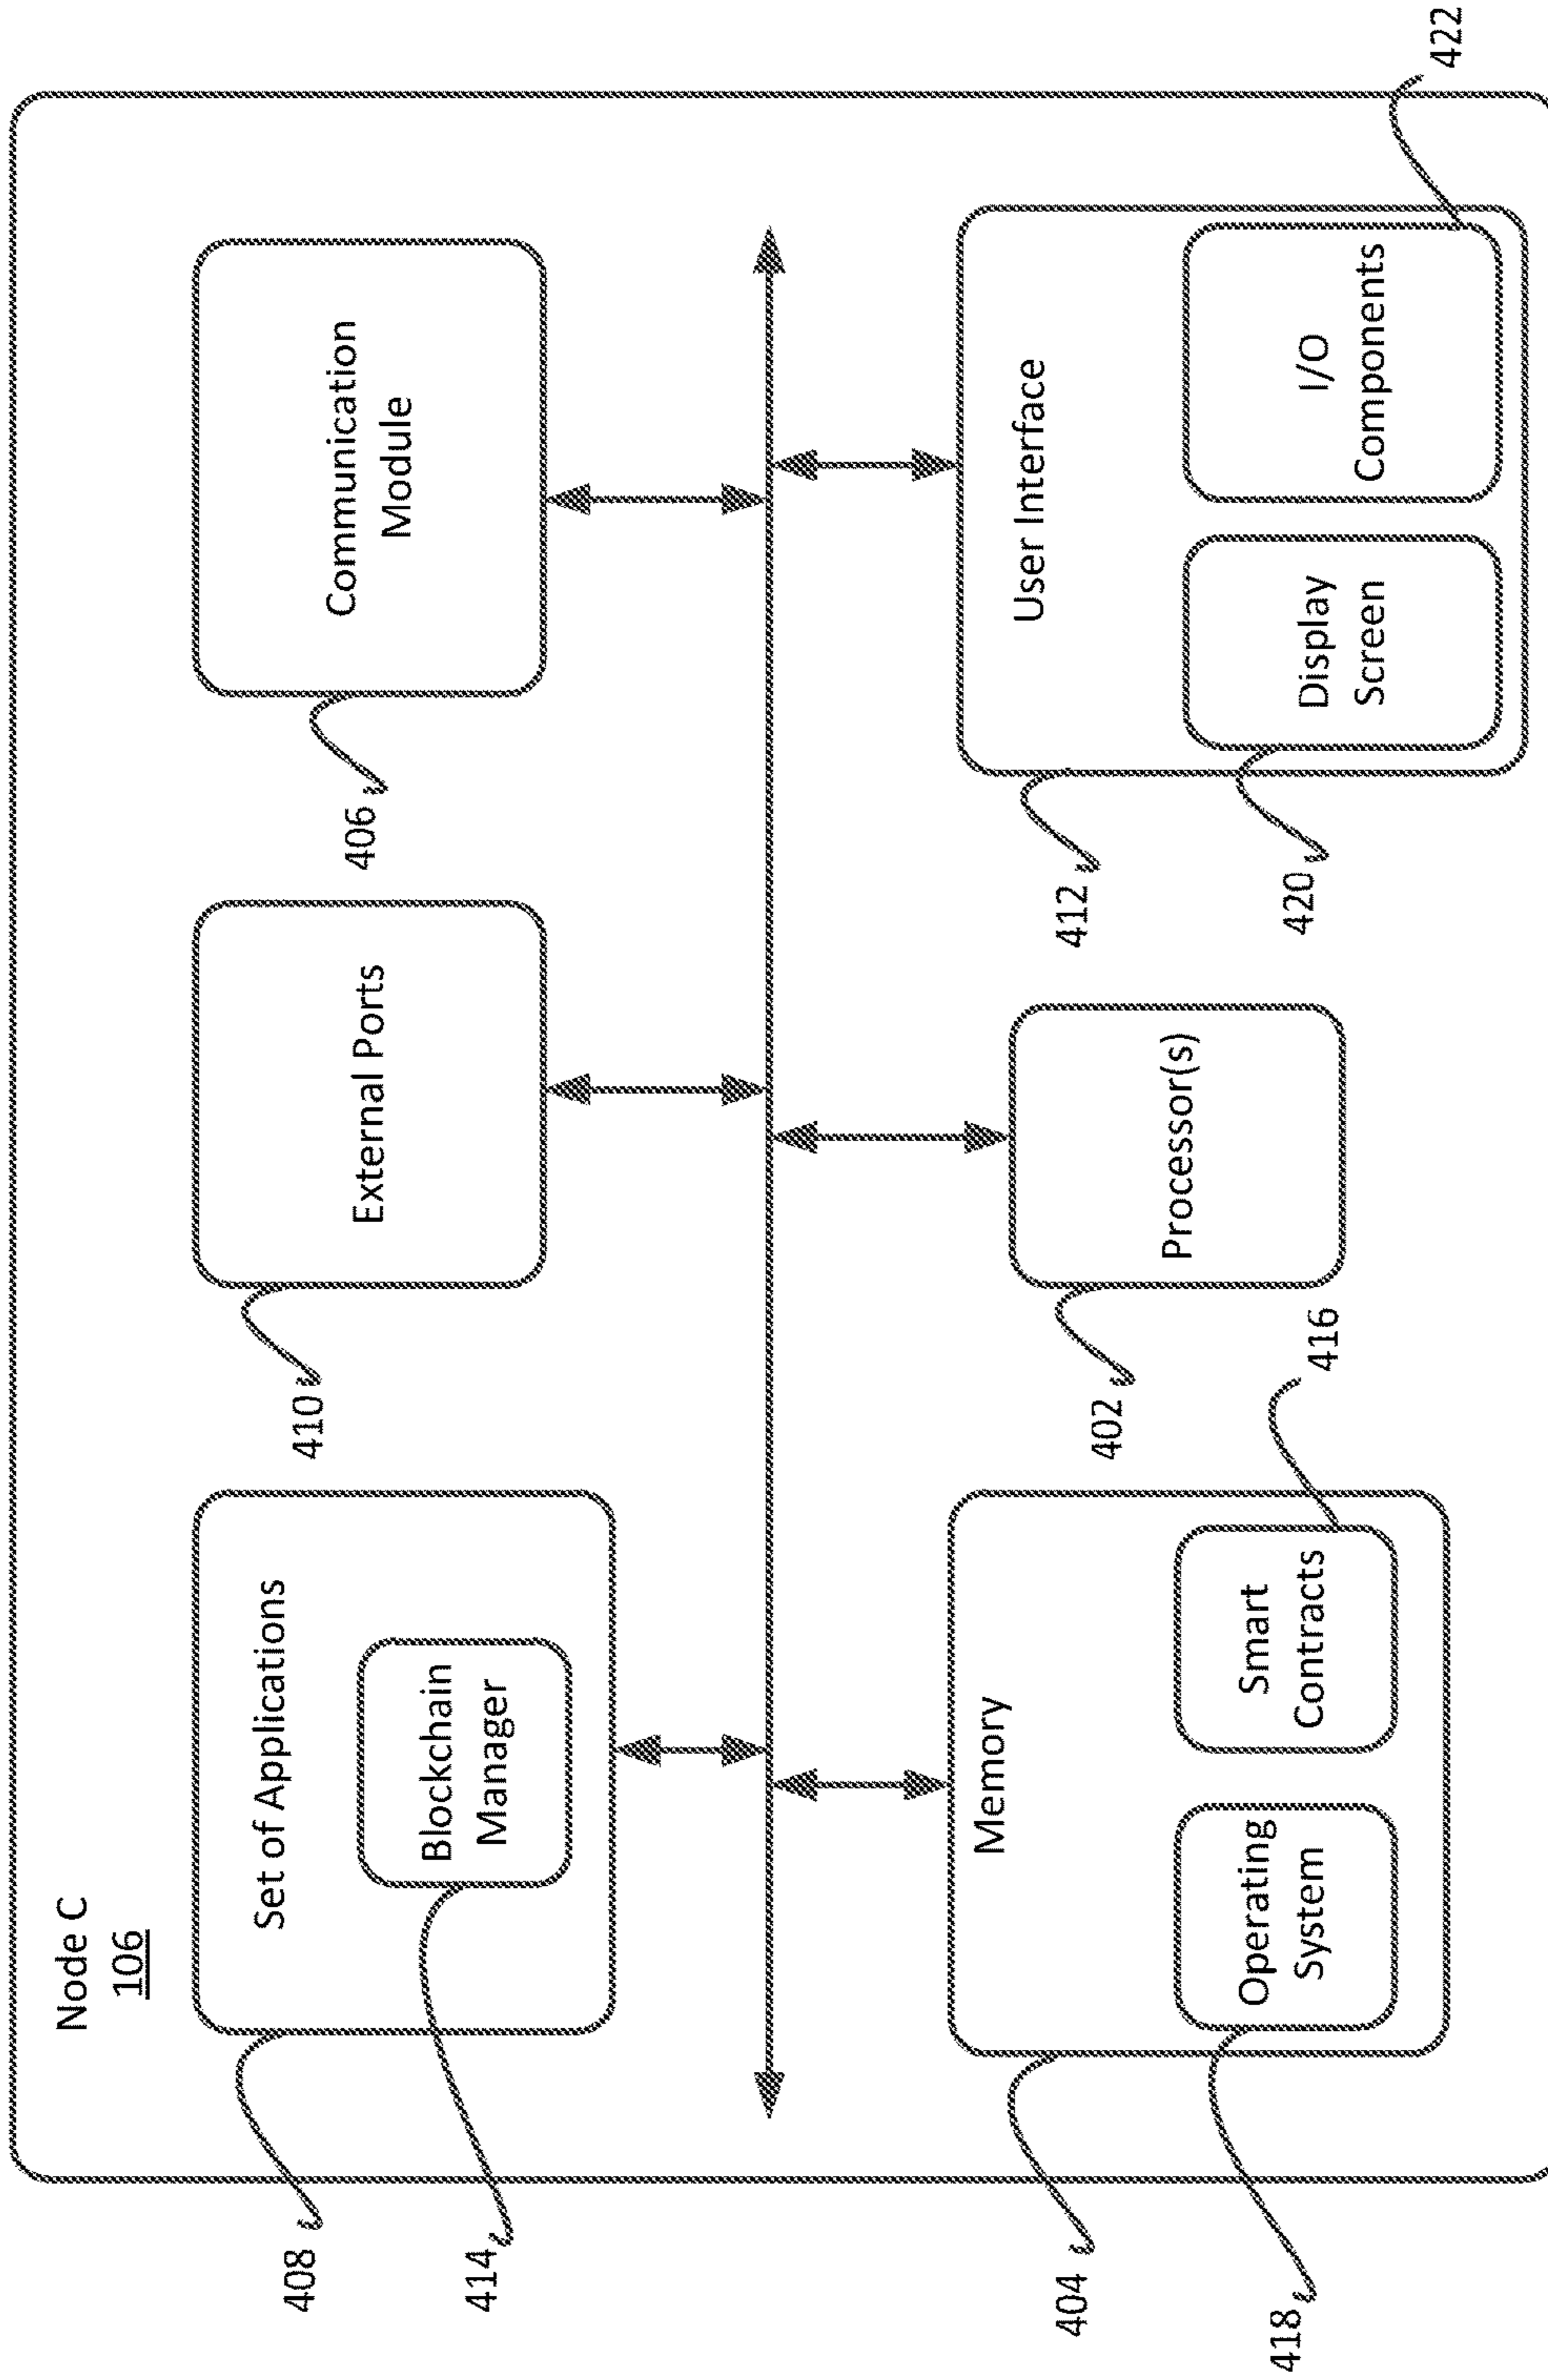 Node C
106
Set of Applications
Blockchain
Manager
408
414
External Ports
410
Communication
Module
406
Memory
Operating
System
Smart
Contracts
404
418
416
Processor(s)
402
User Interface
Display
Screen
I/O
Components
412
420
422